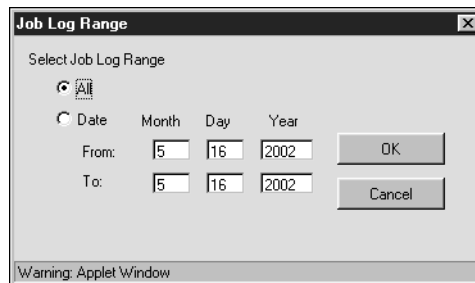 Job Log Range
Select Job Log Range
All
Date Month Day Year
From: 5 16 2002 OK
To: 5 16 2002 Cancel
Warning: Applet Window